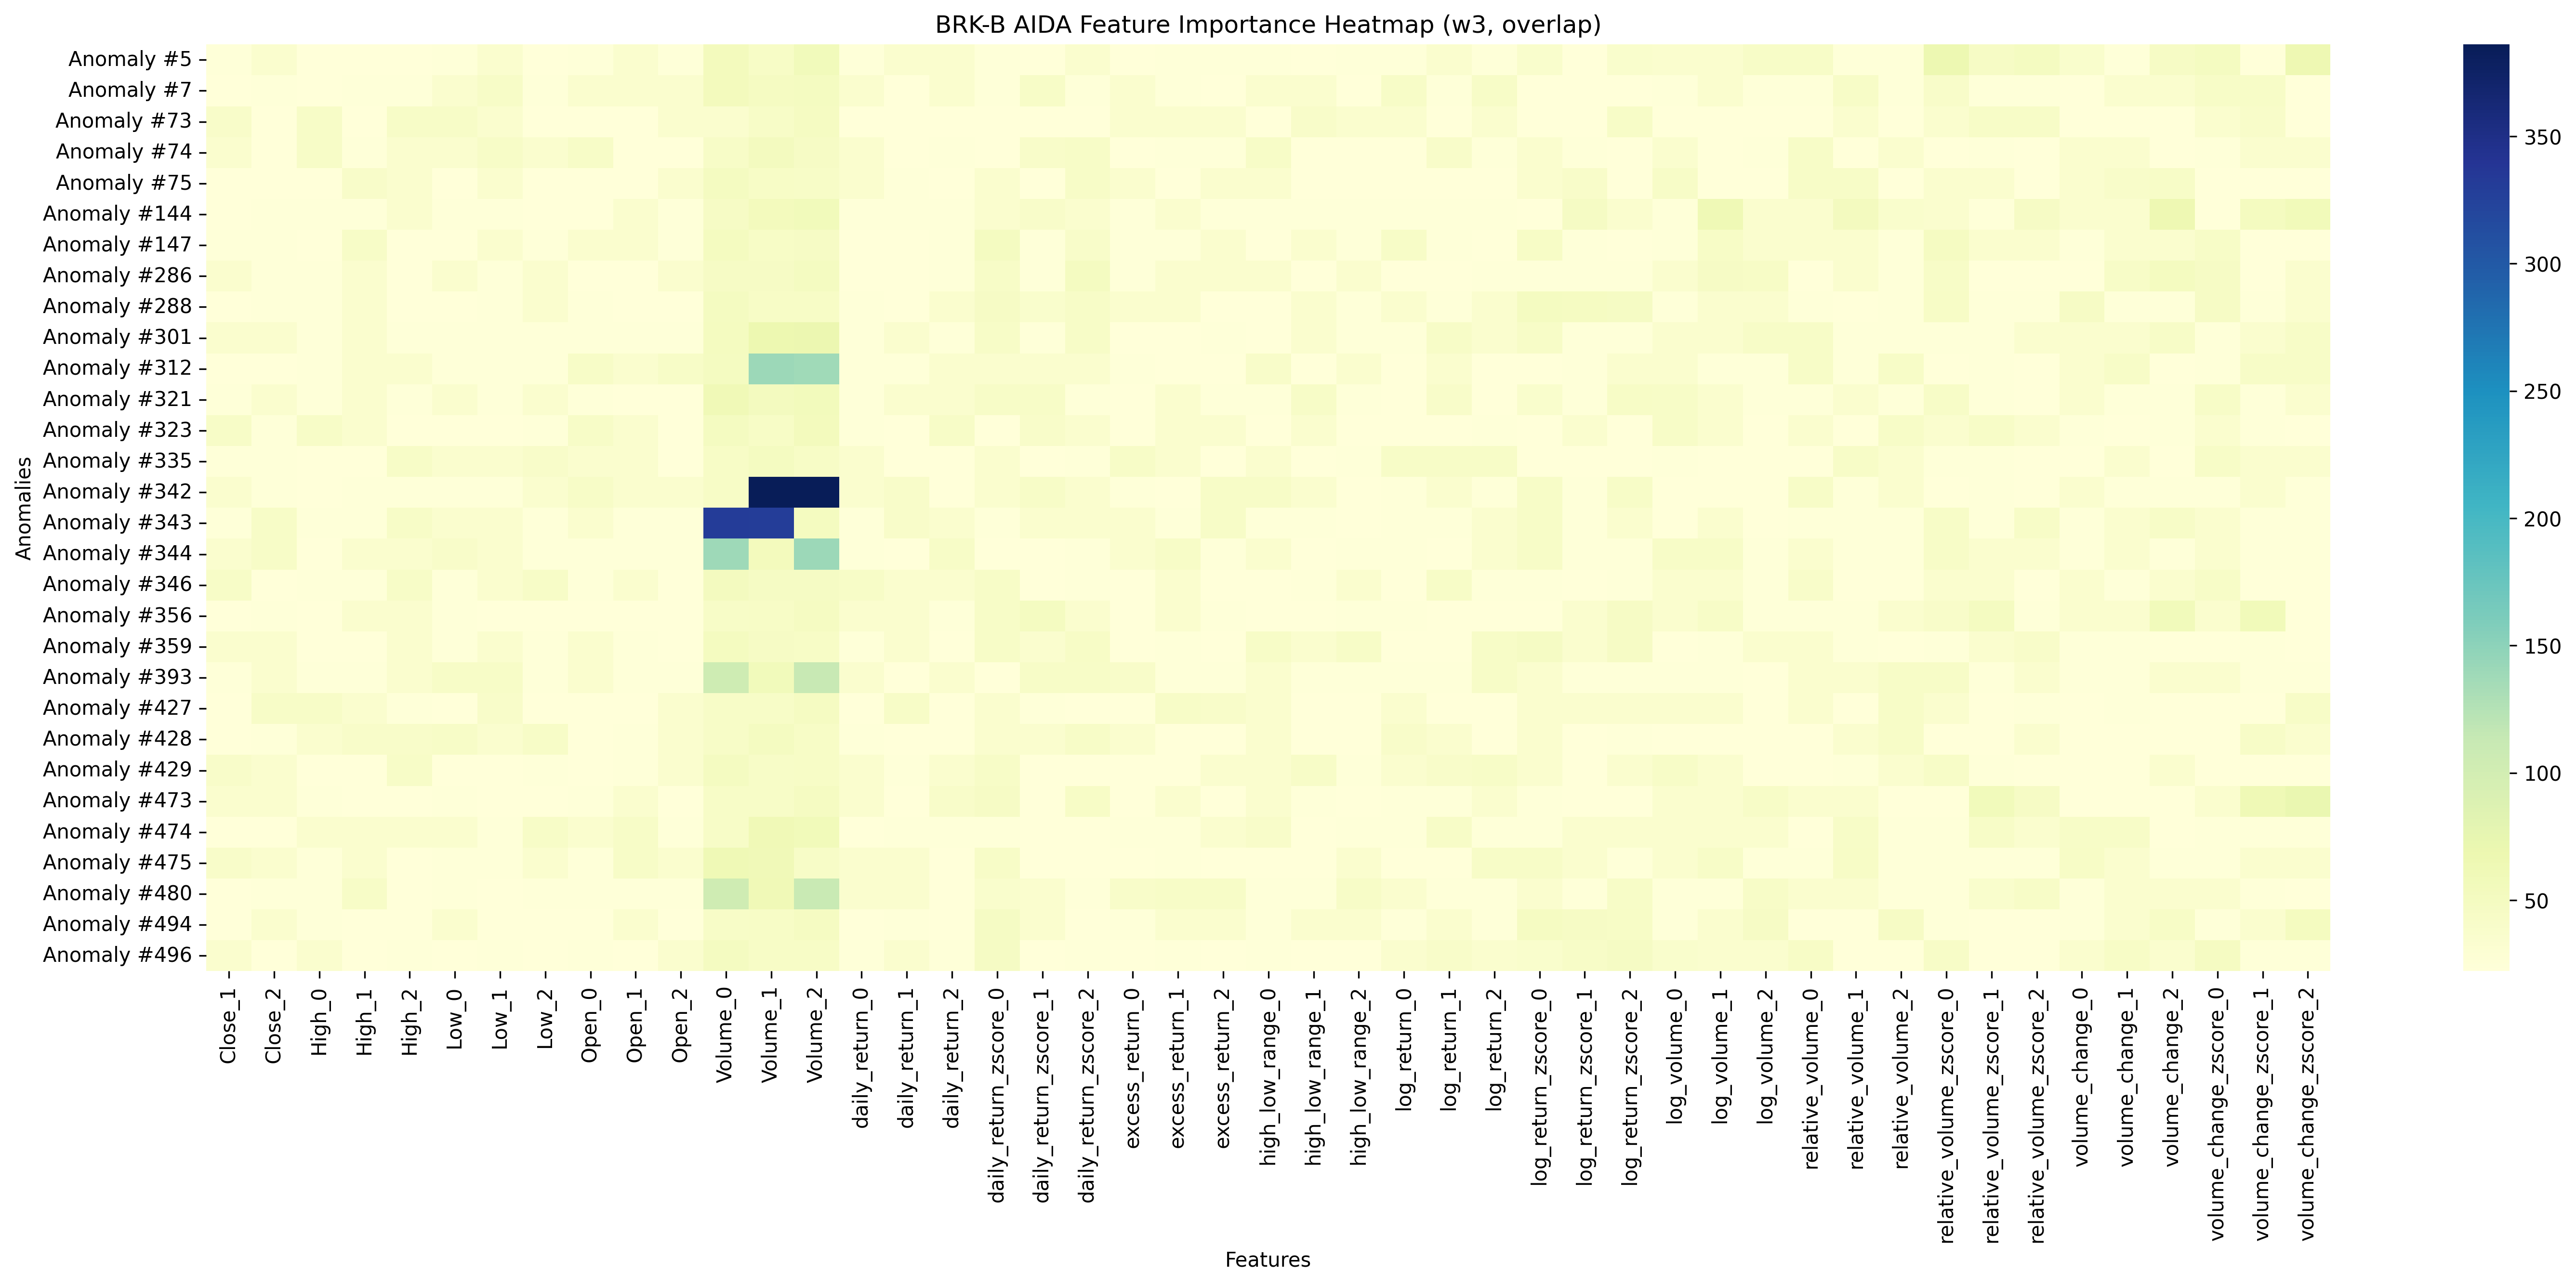 BRK-B AIDA Feature Importance Heatmap (w3, overlap)
Anomalies
Anomaly #5
Anomaly #7
Anomaly #73
Anomaly #74
Anomaly #75
Anomaly #144
Anomaly #147
Anomaly #286
Anomaly #288
Anomaly #301
Anomaly #312
Anomaly #321
Anomaly #323
Anomaly #335
Anomaly #342
Anomaly #343
Anomaly #344
Anomaly #346
Anomaly #356
Anomaly #359
Anomaly #393
Anomaly #427
Anomaly #428
Anomaly #429
Anomaly #473
Anomaly #474
Anomaly #475
Anomaly #480
Anomaly #494
Anomaly #496
Close_1
Close_2
High_0
High_1
High_2
Low_0
Low_1
Low_2
Open_0
Open_1
Open_2
Volume_0
Volume_1
Volume_2
daily_return_0
daily_return_1
daily_return_2
daily_return_zscore_0
daily_return_zscore_1
daily_return_zscore_2
excess_return_0
excess_return_1
excess_return_2
high_low_range_0
high_low_range_1
high_low_range_2
log_return_0
log_return_1
log_return_2
log_return_zscore_0
log_return_zscore_1
log_return_zscore_2
log_volume_0
log_volume_1
log_volume_2
relative_volume_0
relative_volume_1
relative_volume_2
relative_volume_zscore_0
relative_volume_zscore_1
relative_volume_zscore_2
volume_change_0
volume_change_1
volume_change_2
volume_change_zscore_0
volume_change_zscore_1
volume_change_zscore_2
Features
350
300
250
200
150
100
50